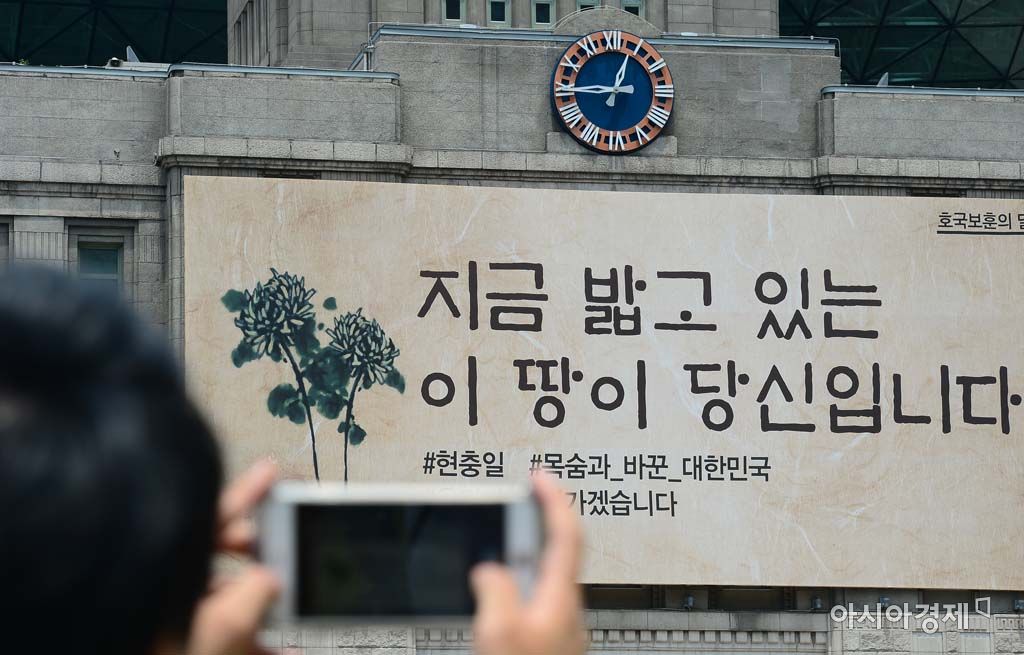 호국보훈의
지금 밟고 있는
이 땅이 당신입니다
#현충일 #목숨과_바꾼_대한민국
가겠습니다
아시아경제